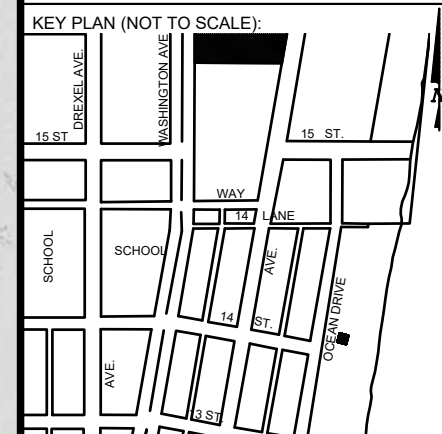 KEY PLAN (NOT TO SCALE):
DREXEL AVE.
WASHINGTON AVE
N
15 ST
15 ST.
WAY
14 LANE
SCHOOL
SCHOOL
AVE.
OCEAN DRIVE
14 ST.
AVE.
13 ST